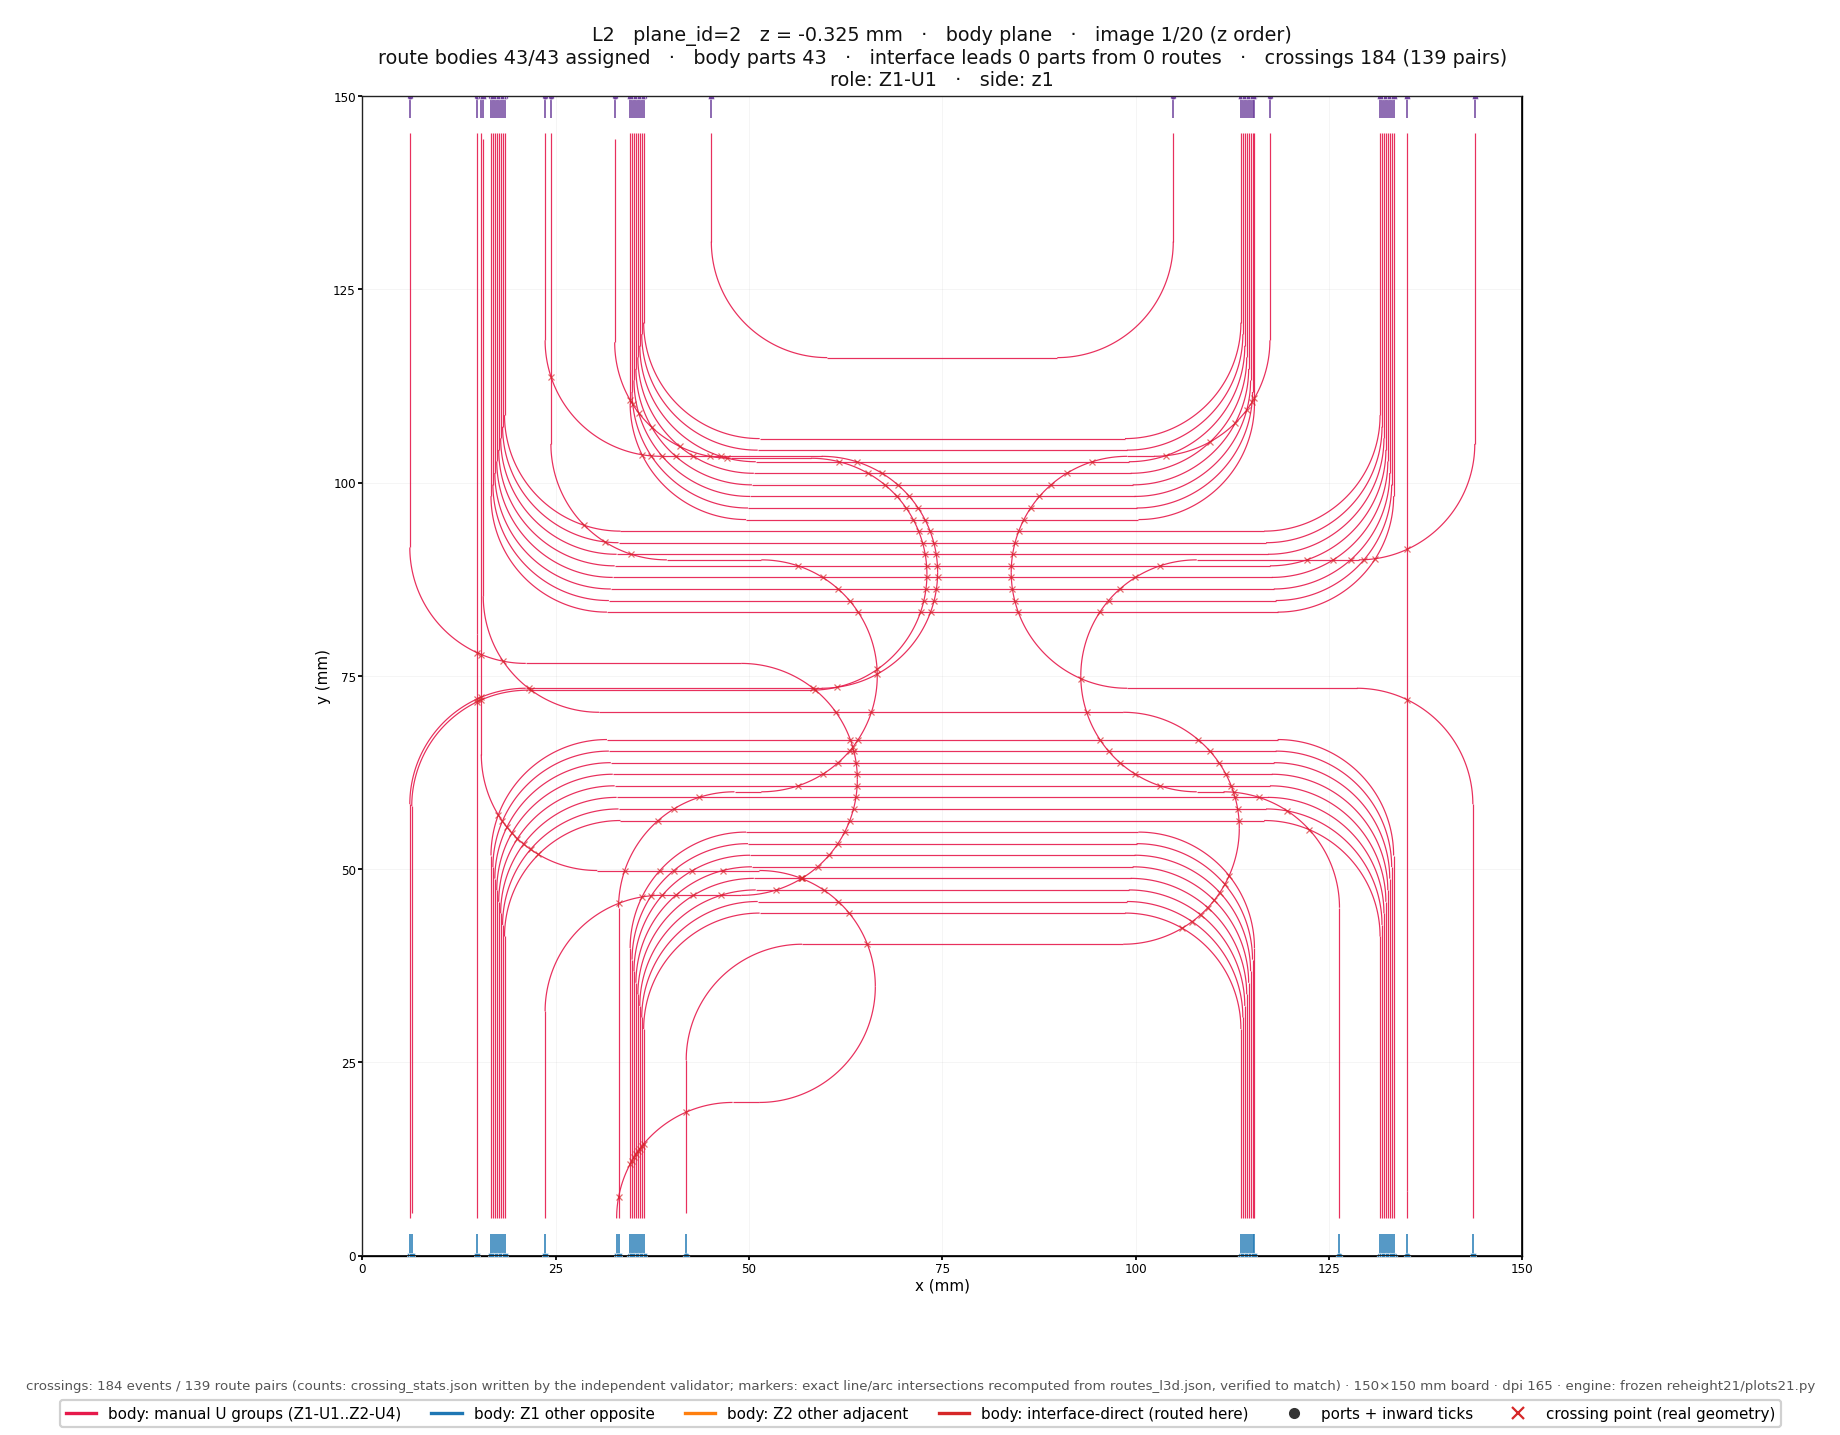 L2   plane_id=2   z = -0.325 mm   ·   body plane   ·   image 1/20 (z order)
route bodies 43/43 assigned   ·   body parts 43   ·   interface leads 0 parts from 0 routes   ·   crossings 184 (139 pairs)
role: Z1-U1   ·   side: z1
150
125
100
75
50
25
0
y (mm)
0 25 50 75 100 125 150
x (mm)
crossings: 184 events / 139 route pairs (counts: crossing_stats.json written by the independent validator; markers: exact line/arc intersections recomputed from routes_l3d.json, verified to match) · 150×150 mm board · dpi 165 · engine: frozen reheight21/plots21.py
body: manual U groups (Z1-U1..Z2-U4) body: Z1 other opposite body: Z2 other adjacent body: interface-direct (routed here) ports + inward ticks crossing point (real geometry)